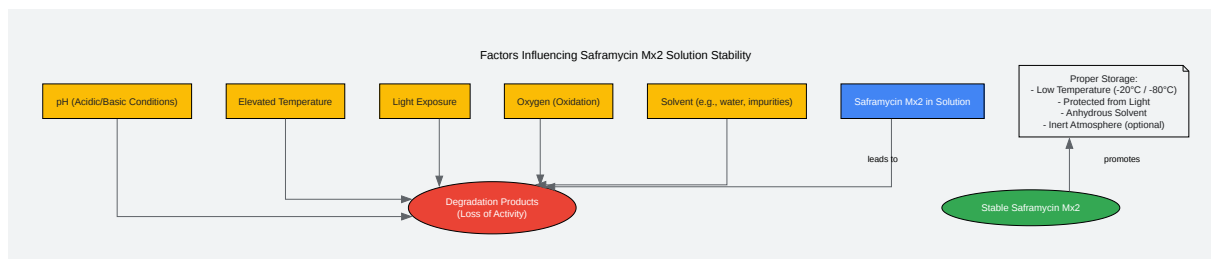 Factors Influencing Saframycin Mx2 Solution Stability
pH (Acidic/Basic Conditions)
Elevated Temperature
Light Exposure
Oxygen (Oxidation)
Solvent (e.g., water, impurities)
Saframycin Mx2 in Solution
Proper Storage:
- Low Temperature (-20°C / -80°C)
- Protected from Light
- Anhydrous Solvent
- Inert Atmosphere (optional)
leads to
promotes
Degradation Products
(Loss of Activity)
Stable Saframycin Mx2